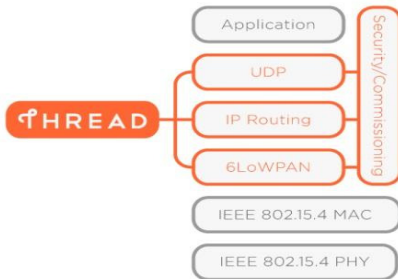 Application
UDP
THREAD
IP Routing
6LoWPAN
Security/Commissioning
IEEE 802.15.4 MAC
IEEE 802.15.4 PHY